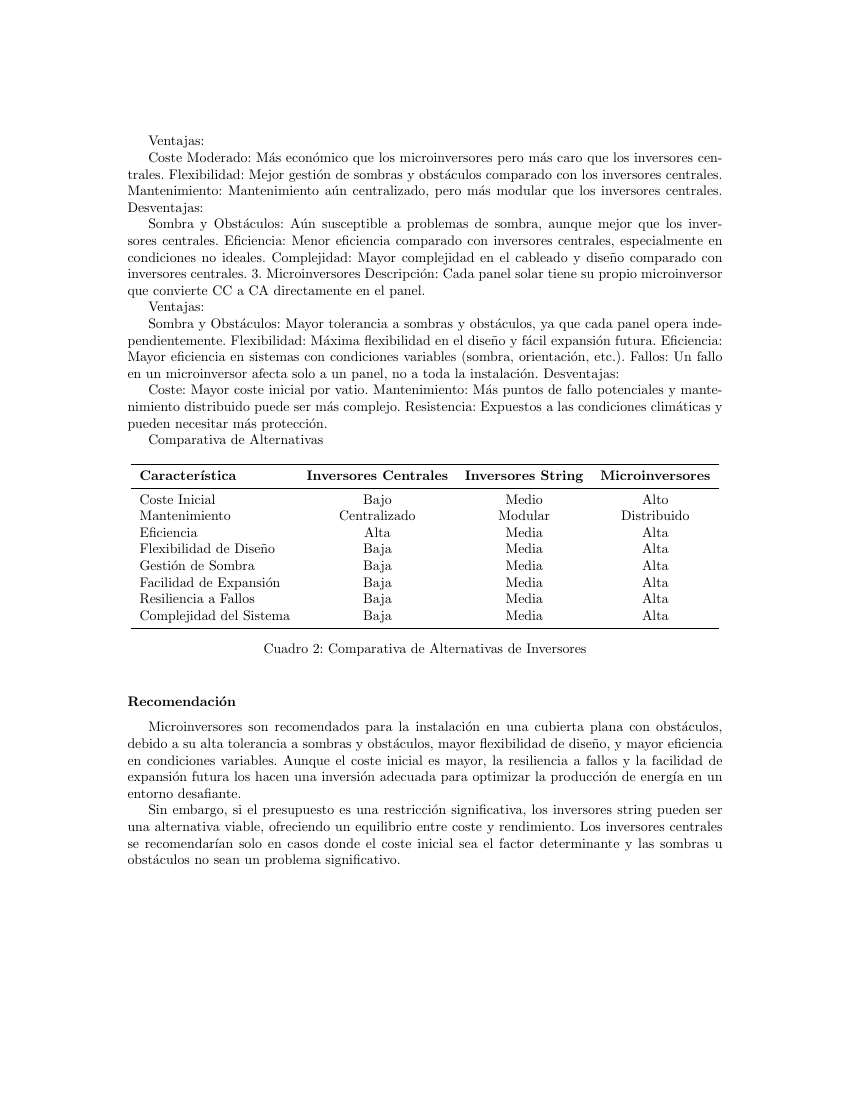 Ventajas:
Coste Moderado: Más económico que los microinversores pero más caro que los inversores cen-
trales. Flexibilidad: Mejor gestión de sombras y obstáculos comparado con los inversores centrales.
Mantenimiento: Mantenimiento aún centralizado, pero más modular que los inversores centrales.
Desventajas:
Sombra y Obstáculos: Aún susceptible a problemas de sombra, aunque mejor que los inver-
sores centrales. Eficiencia: Menor eficiencia comparado con inversores centrales, especialmente en
condiciones no ideales. Complejidad: Mayor complejidad en el cableado y diseño comparado con
inversores centrales. 3. Microinversores Descripción: Cada panel solar tiene su propio microinversor
que convierte CC a CA directamente en el panel.
Ventajas:
Sombra y Obstáculos: Mayor tolerancia a sombras y obstáculos, ya que cada panel opera inde-
pendientemente. Flexibilidad: Máxima flexibilidad en el diseño y fácil expansión futura. Eficiencia:
Mayor eficiencia en sistemas con condiciones variables (sombra, orientación, etc.). Fallos: Un fallo
en un microinversor afecta solo a un panel, no a toda la instalación. Desventajas:
Coste: Mayor coste inicial por vatio. Mantenimiento: Más puntos de fallo potenciales y mante-
nimiento distribuido puede ser más complejo. Resistencia: Expuestos a las condiciones climáticas y
pueden necesitar más protección.
Comparativa de Alternativas
Característica Inversores Centrales Inversores String Microinversores
Coste Inicial Bajo Medio Alto
Mantenimiento Centralizado Modular Distribuido
Eficiencia Alta Media Alta
Flexibilidad de Diseño Baja Media Alta
Gestión de Sombra Baja Media Alta
Facilidad de Expansión Baja Media Alta
Resiliencia a Fallos Baja Media Alta
Complejidad del Sistema Baja Media Alta
Cuadro 2: Comparativa de Alternativas de Inversores
Recomendación
Microinversores son recomendados para la instalación en una cubierta plana con obstáculos,
debido a su alta tolerancia a sombras y obstáculos, mayor flexibilidad de diseño, y mayor eficiencia
en condiciones variables. Aunque el coste inicial es mayor, la resiliencia a fallos y la facilidad de
expansión futura los hacen una inversión adecuada para optimizar la producción de energía en un
entorno desafiante.
Sin embargo, si el presupuesto es una restricción significativa, los inversores string pueden ser
una alternativa viable, ofreciendo un equilibrio entre coste y rendimiento. Los inversores centrales
se recomendarían solo en casos donde el coste inicial sea el factor determinante y las sombras u
obstáculos no sean un problema significativo.